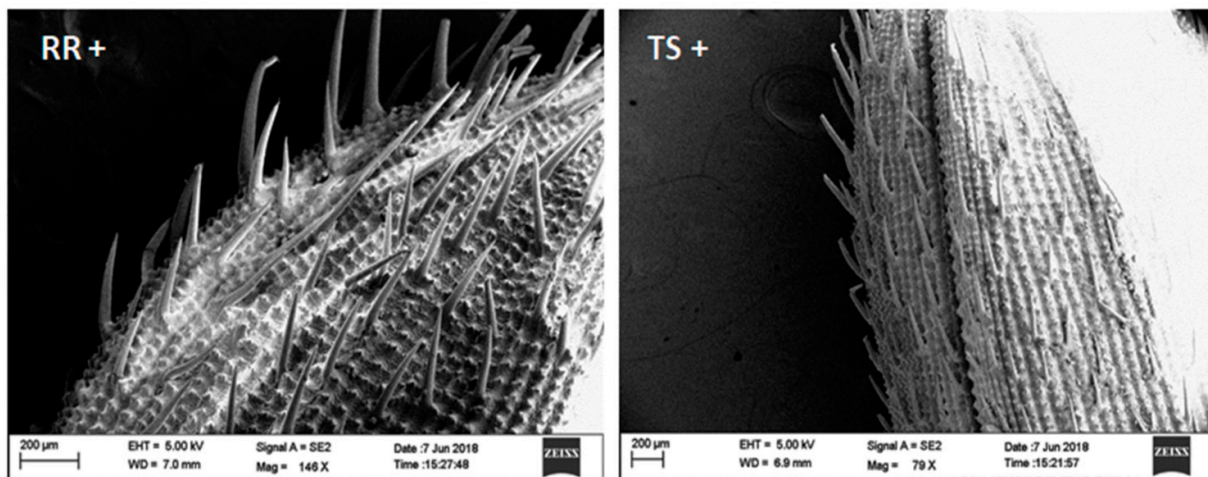 RR +
200 µm
EHT = 5.00 kV
WD = 7.0 mm
Signal A = SE2
Mag = 146 X
Date :7 Jun 2018
Time :15:27:48
ZEISS
TS +
200 µm
EHT = 5.00 kV
WD = 6.9 mm
Signal A = SE2
Mag = 79 X
Date :7 Jun 2018
Time :15:21:57
ZEISS